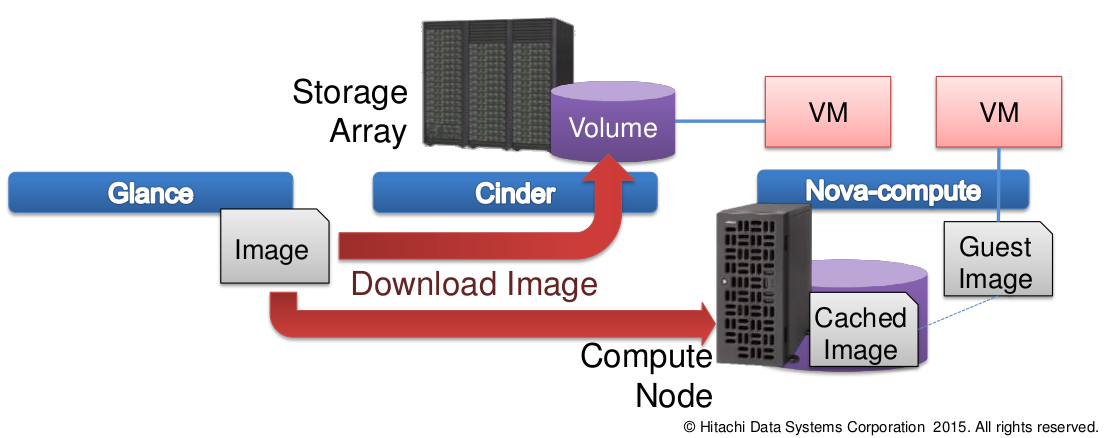 Storage
Array
Volume
VM
VM
Glance
Cinder
Nova-compute
Image
Download Image
Guest
Image
Cached
Image
Compute
Node
© Hitachi Data Systems Corporation 2015. All rights reserved.